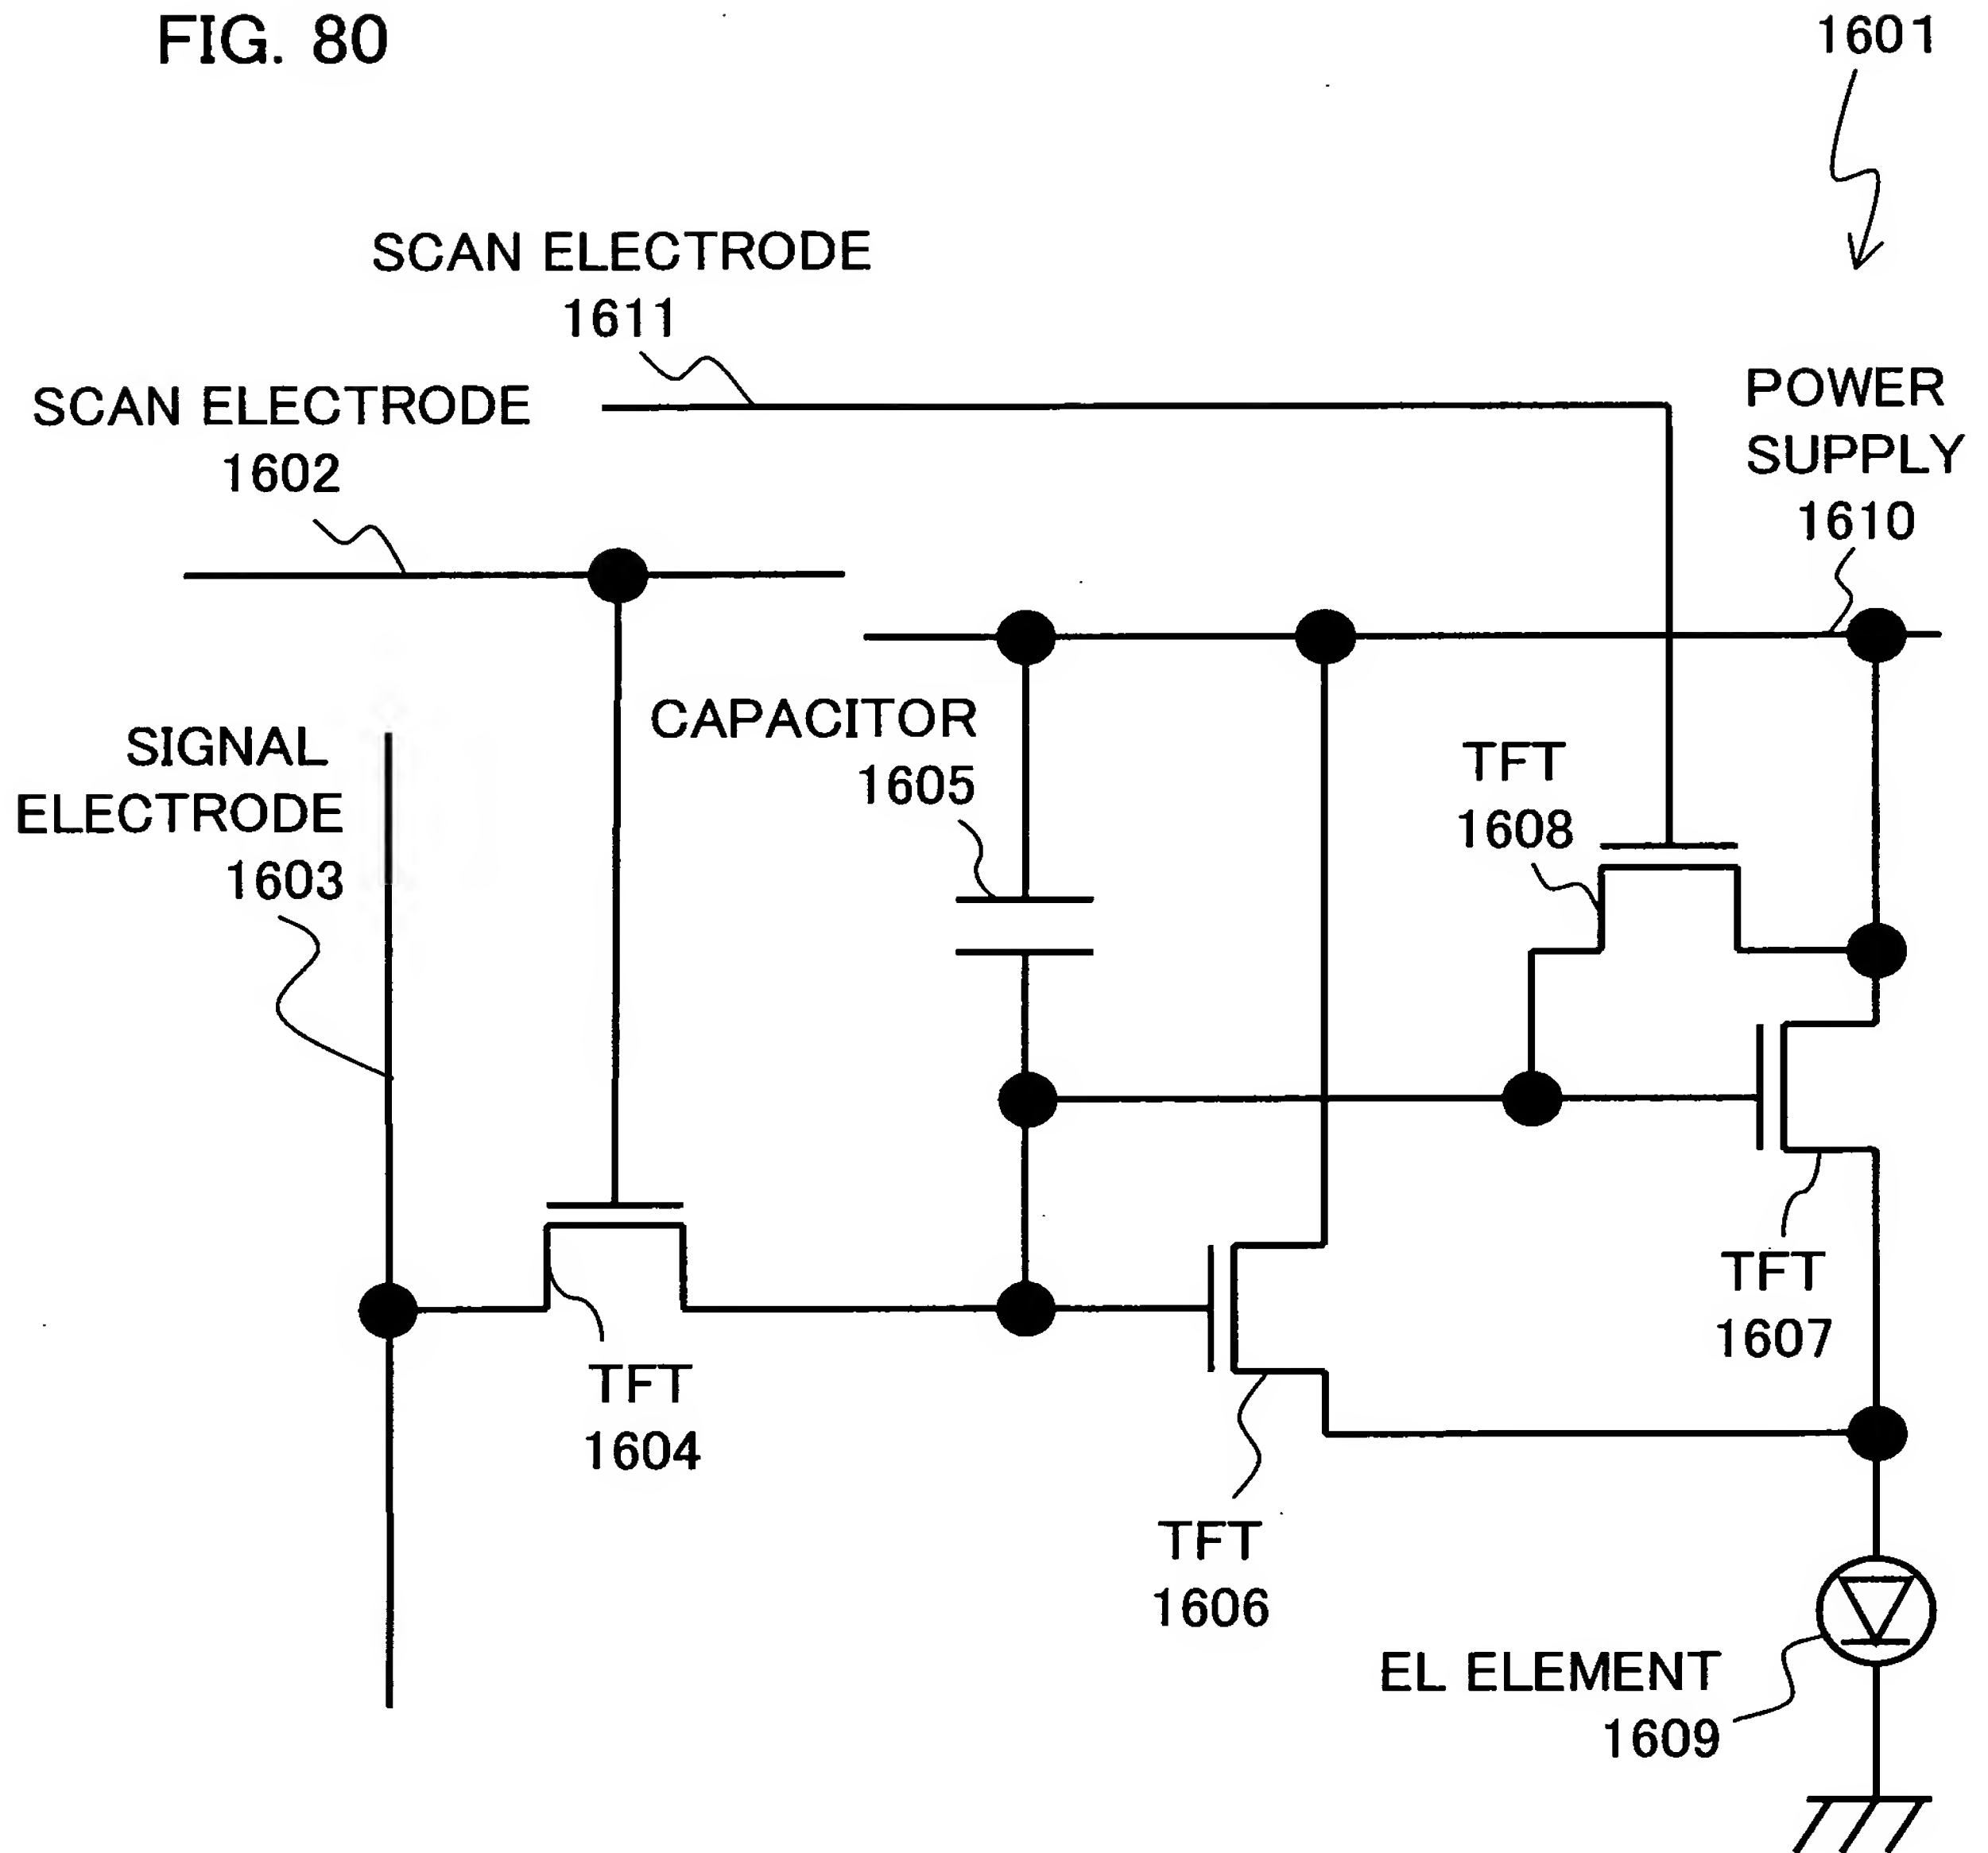 FIG. 80
1601
SCAN ELECTRODE
1611
SCAN ELECTRODE
1602
POWER
SUPPLY
1610
SIGNAL
ELECTRODE
1603
CAPACITOR
1605
TFT
1608
TFT
1607
TFT
1604
TFT
1606
EL ELEMENT
1609